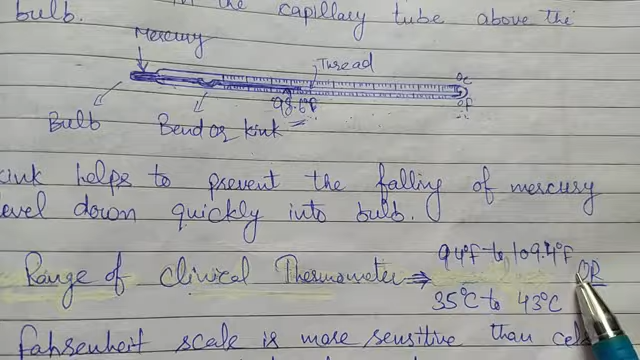 bulb. the capillary tube above the
Mercury
Thread
°C
98.6°F
°F
Bulb Bend or kink
kink helps to prevent the falling of mercury
level down quickly into bulb.
94°F to 109.4°F
Range of Clinical Thermometer ⇒ OR
35°C to 43°C
Fahrenheit scale is more sensitive than